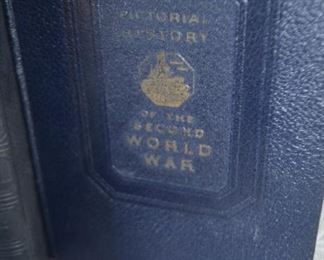 PICTORIAL
HISTORY
OF THE
SECOND
WORLD
WAR